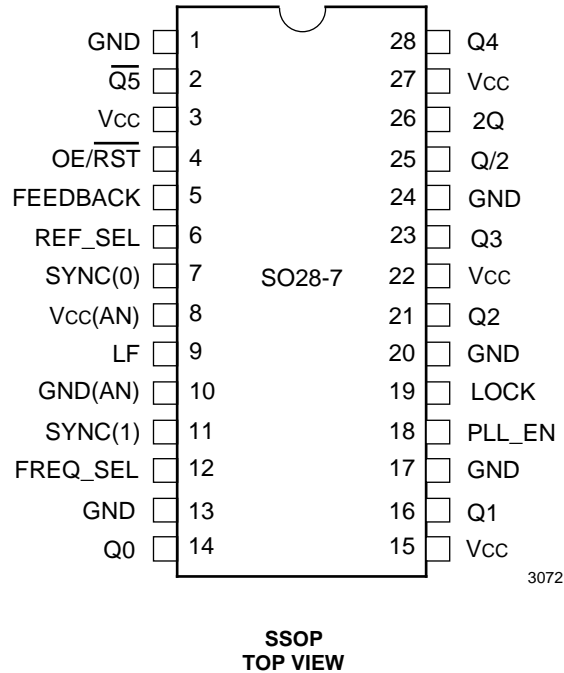 GND 1 28 Q4
Q̅5̅ 2 27 VCC
VCC 3 26 2Q
OE/R̅S̅T̅ 4 25 Q/2
FEEDBACK 5 24 GND
REF_SEL 6 23 Q3
SYNC(0) 7 SO28-7 22 VCC
VCC(AN) 8 21 Q2
LF 9 20 GND
GND(AN) 10 19 LOCK
SYNC(1) 11 18 PLL_EN
FREQ_SEL 12 17 GND
GND 13 16 Q1
Q0 14 15 VCC
3072
SSOP
TOP VIEW